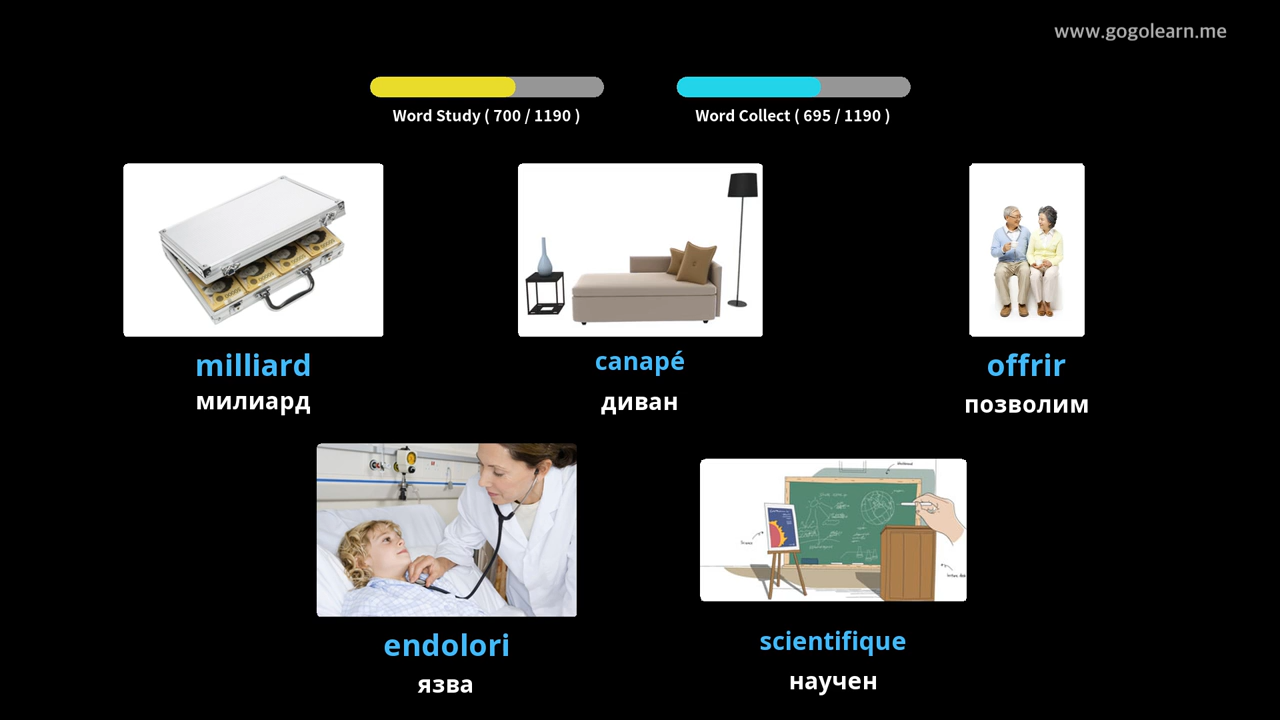 www.gogolearn.me
Word Study ( 700 / 1190 )
Word Collect ( 695 / 1190 )
milliard
милиард
canapé
диван
offrir
позволим
endolori
язва
scientifique
научен